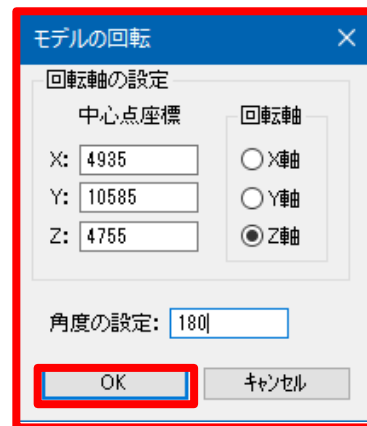 モデルの回転
回転軸の設定
中心点座標 回転軸
X: 4935 X軸
Y: 10585 Y軸
Z: 4755 Z軸
角度の設定: 180
OK キャンセル